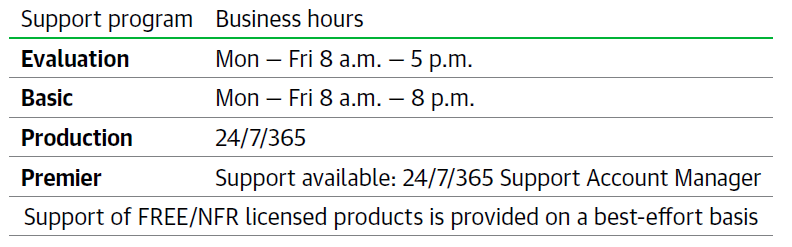 Support program Business hours
Evaluation Mon — Fri 8 a.m. — 5 p.m.
Basic Mon — Fri 8 a.m. — 8 p.m.
Production 24/7/365
Premier Support available: 24/7/365 Support Account Manager
Support of FREE/NFR licensed products is provided on a best-effort basis